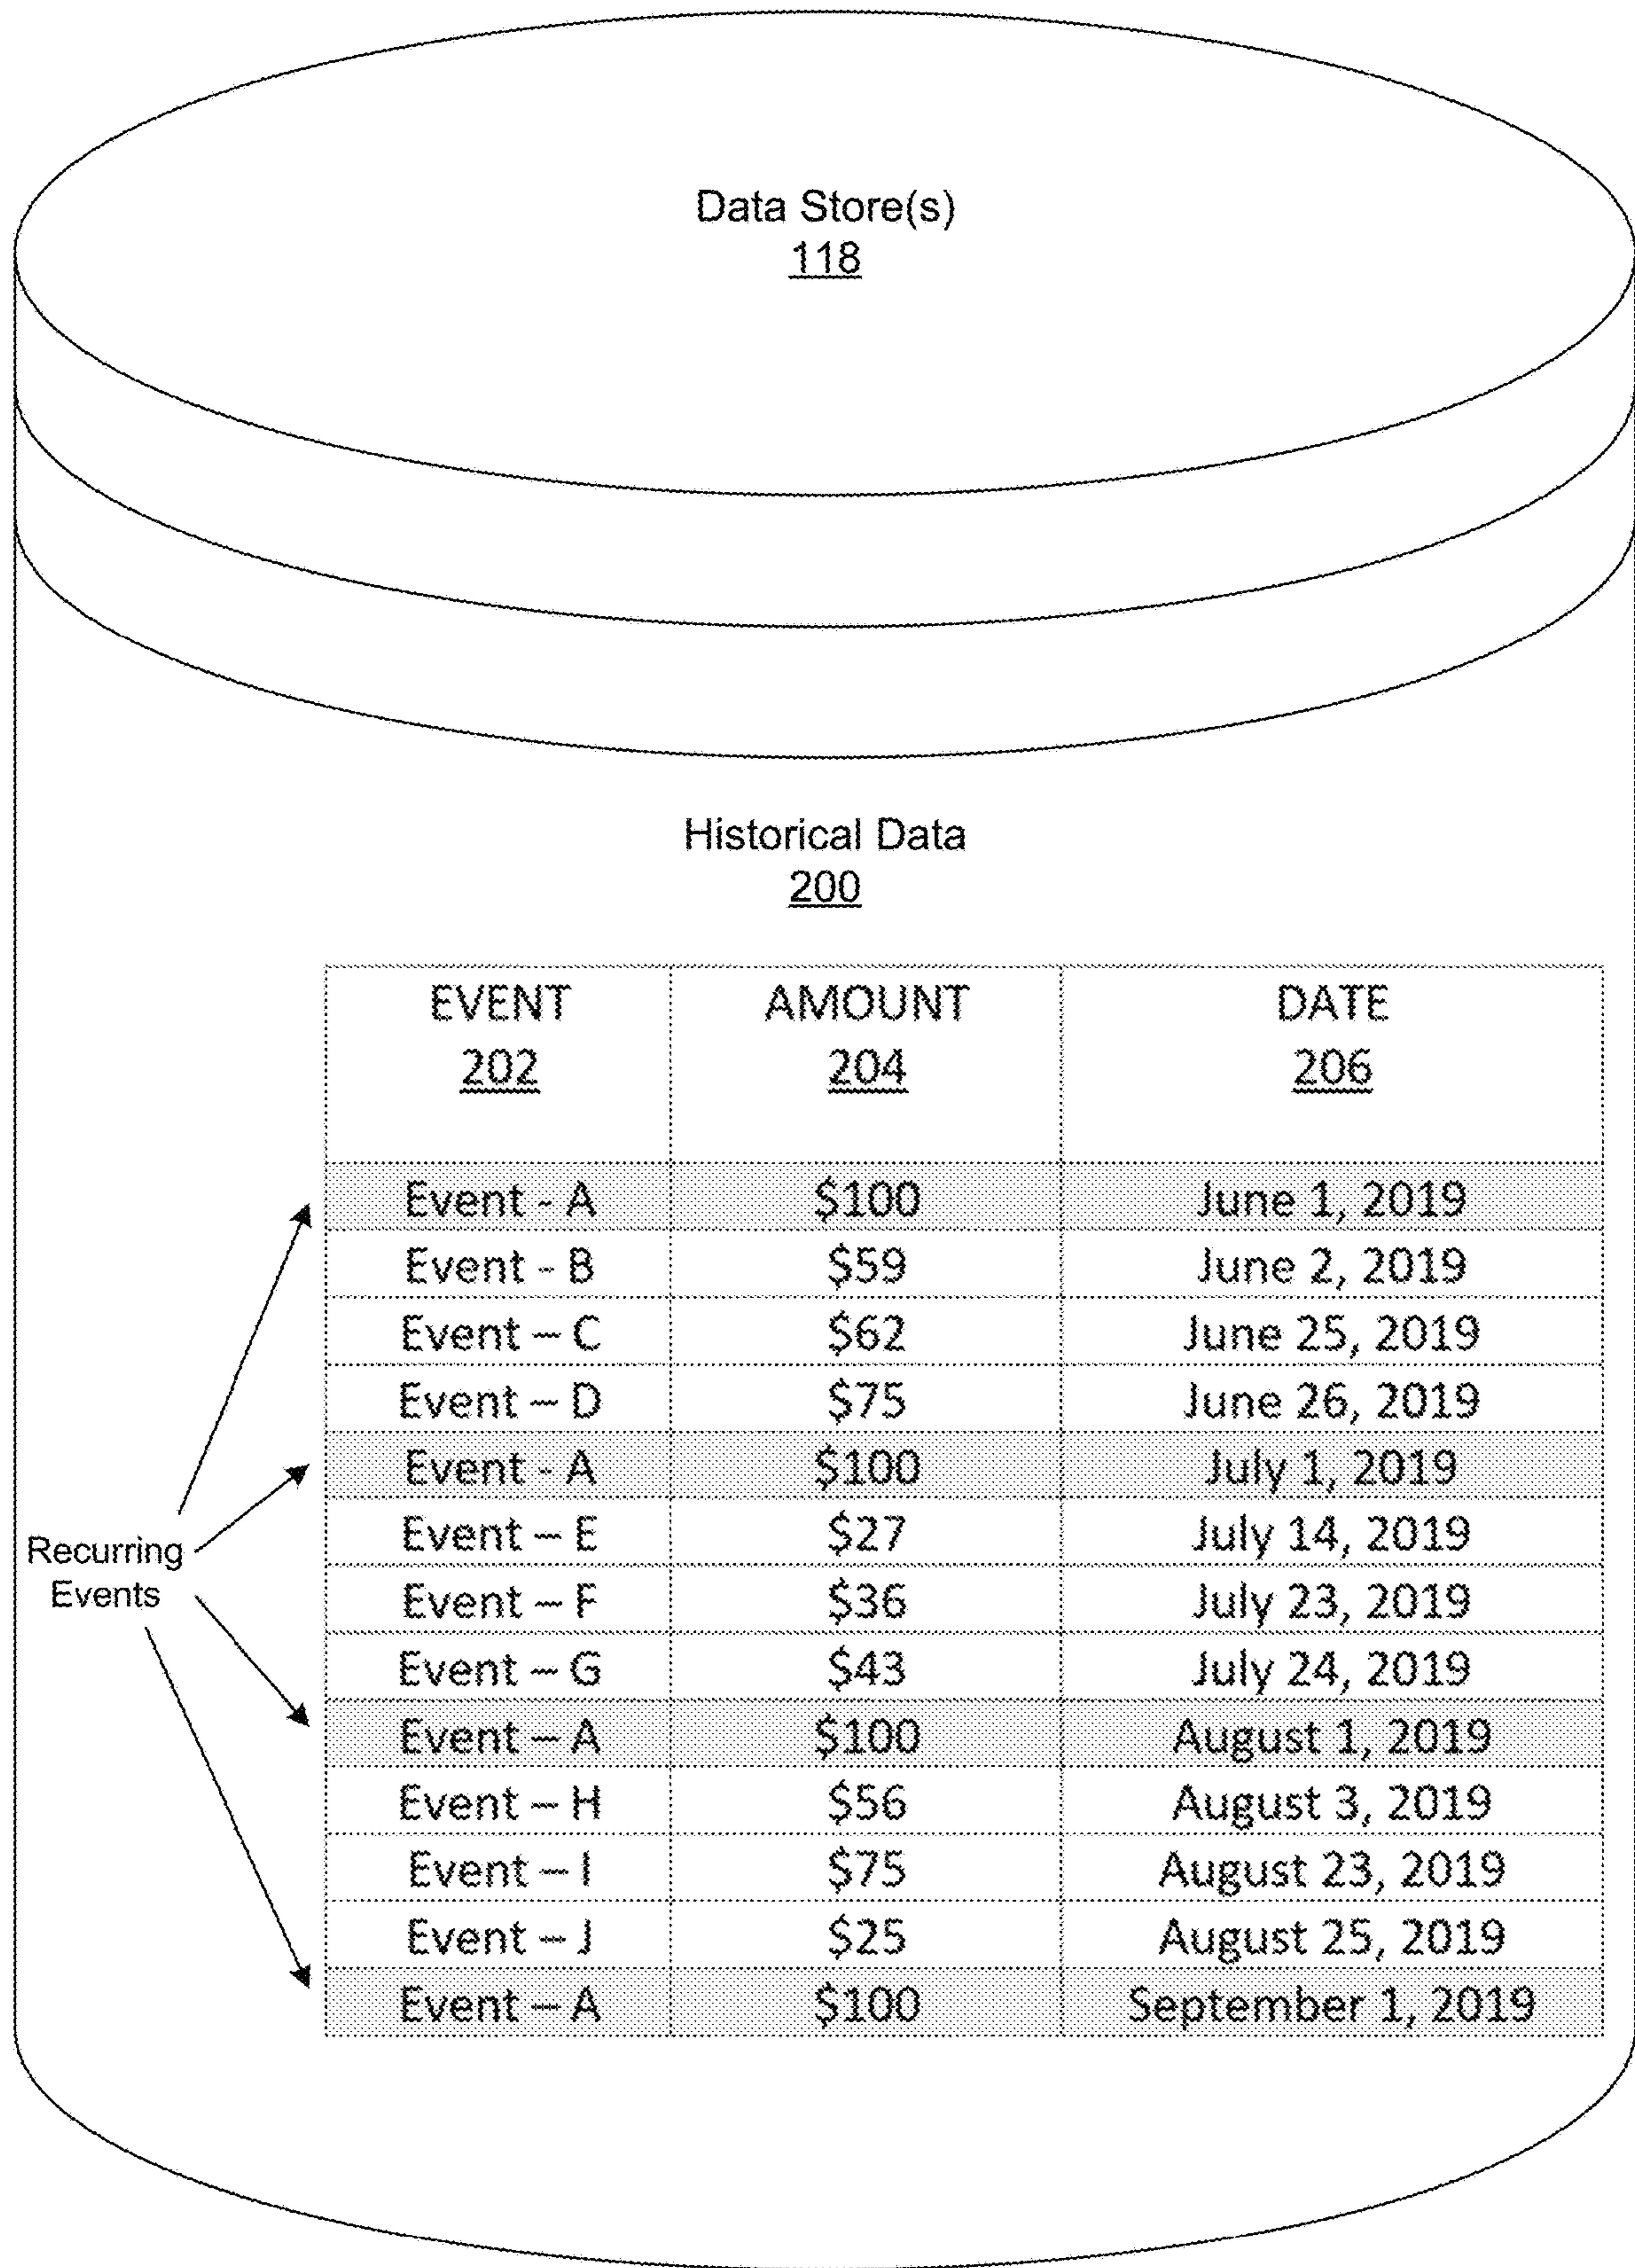 Data Store(s)
118
Historical Data
200
EVENT AMOUNT DATE
202 204 206
Event - A $100 June 1, 2019
Event - B $59 June 2, 2019
Event – C $62 June 25, 2019
Event – D $75 June 26, 2019
Event - A $100 July 1, 2019
Event – E $27 July 14, 2019
Recurring
Events
Event – F $36 July 23, 2019
Event – G $43 July 24, 2019
Event – A $100 August 1, 2019
Event – H $56 August 3, 2019
Event – I $75 August 23, 2019
Event – J $25 August 25, 2019
Event – A $100 September 1, 2019